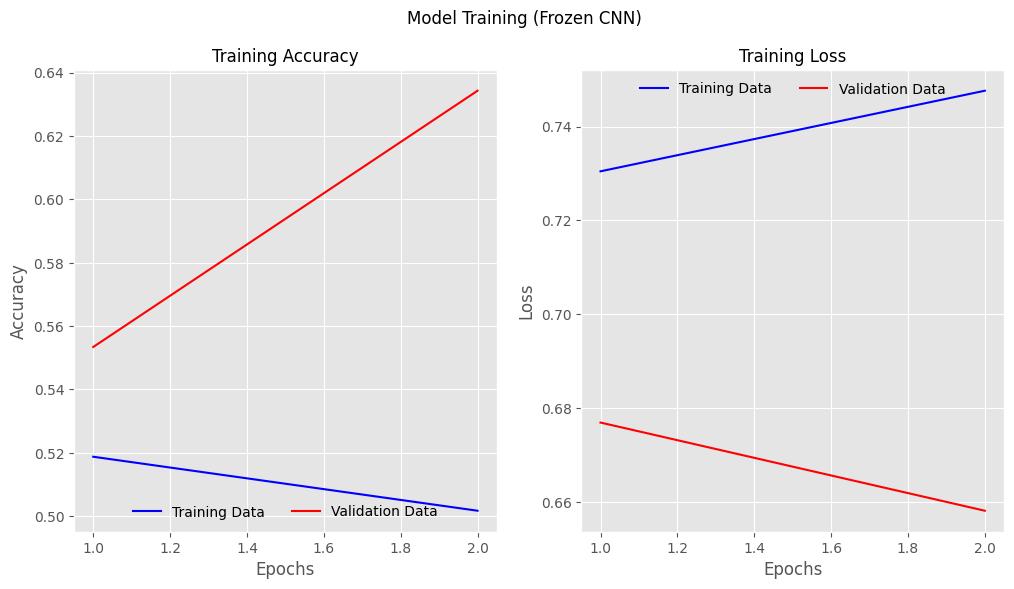 Model Training (Frozen CNN)
Training Accuracy
0.64
0.62
0.60
0.58
0.56
0.54
0.52
0.50
Accuracy
Training Data
Validation Data
1.0
1.2
1.4
1.6
1.8
2.0
Epochs
Training Loss
Training Data
Validation Data
0.74
0.72
0.70
0.68
0.66
Loss
1.0
1.2
1.4
1.6
1.8
2.0
Epochs